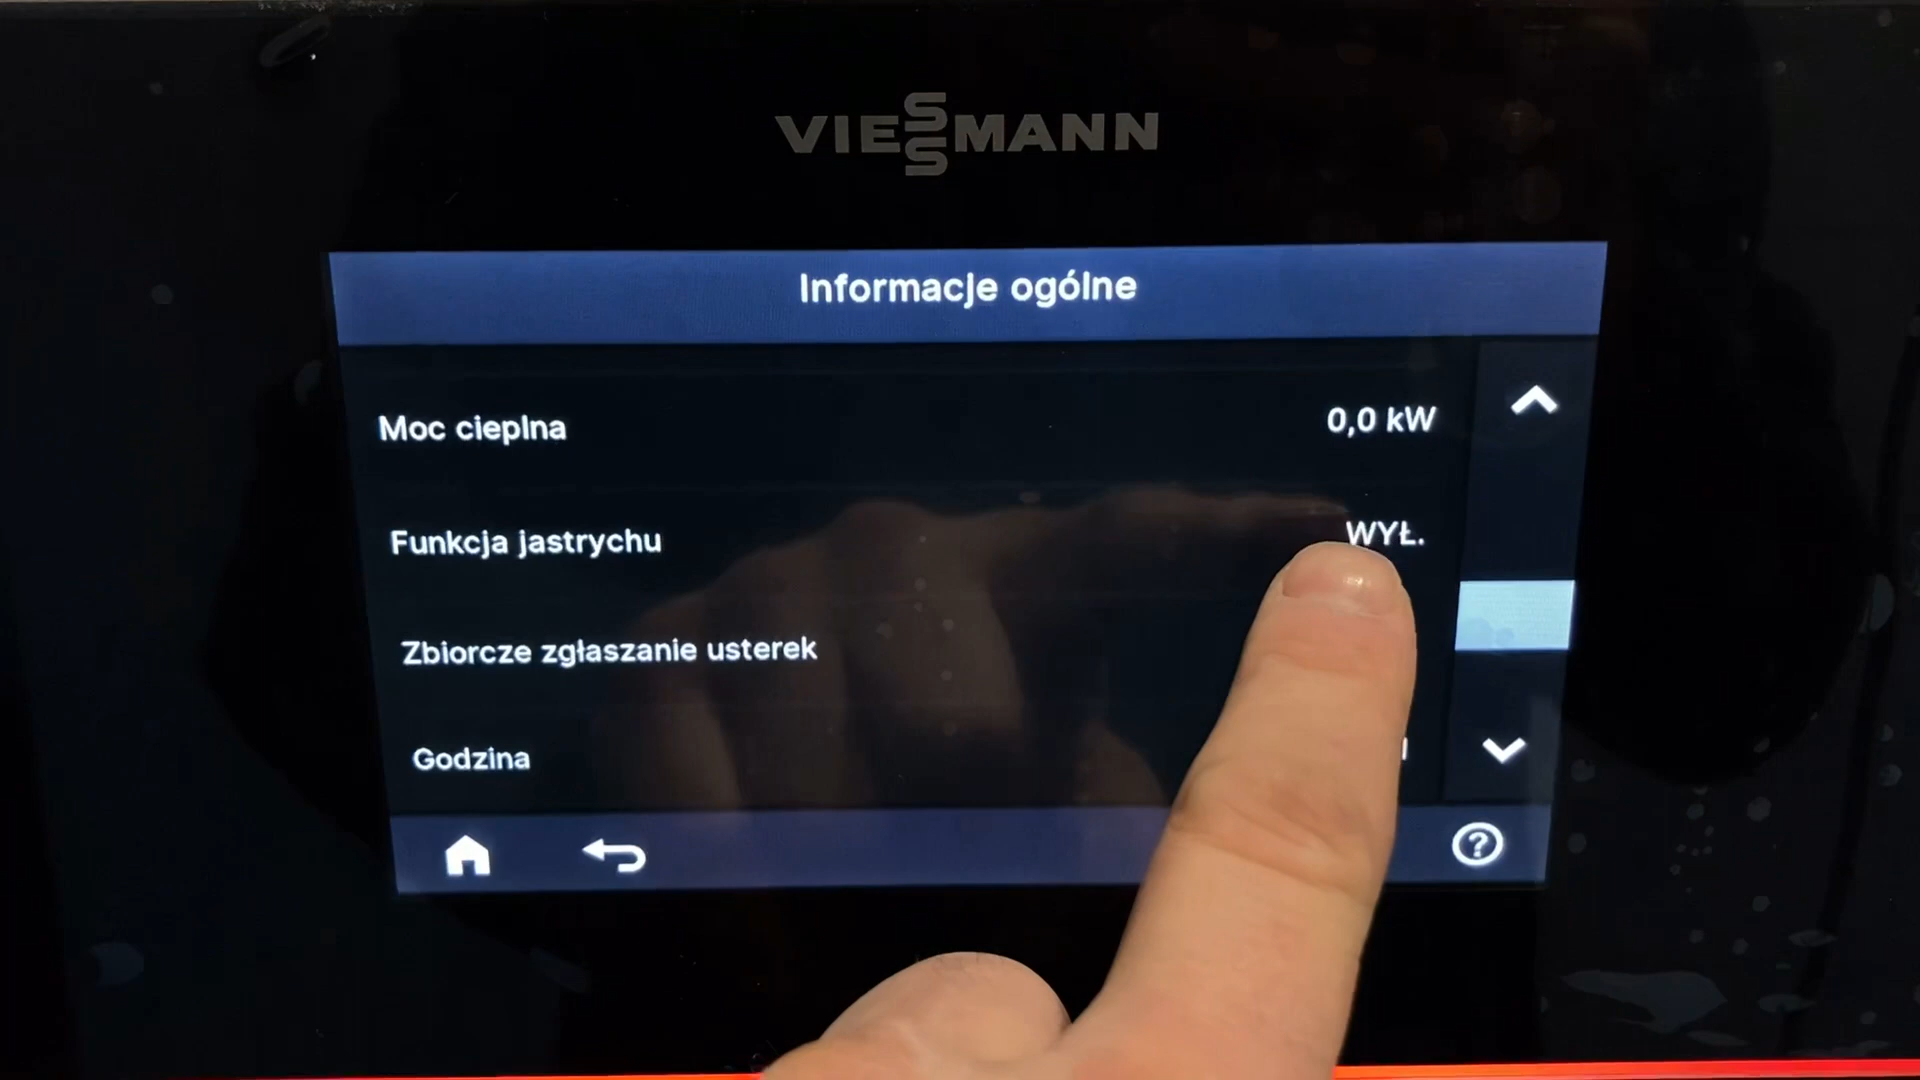 VIESSMANN
Informacje ogólne
Moc cieplna 0,0 kW
Funkcja jastrychu WYŁ.
Zbiorcze zgłaszanie usterek
Godzina
?